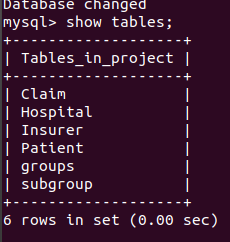 Database changed
mysql> show tables;
+-------------------+
| Tables_in_project |
+-------------------+
| Claim             |
| Hospital          |
| Insurer           |
| Patient           |
| groups            |
| subgroup          |
+-------------------+
6 rows in set (0.00 sec)